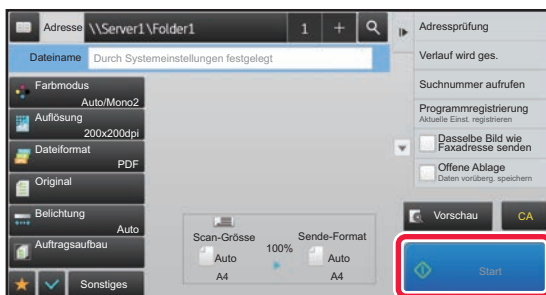 Adresse \\Server1\Folder1 1 +
Dateiname Durch Systemeinstellungen festgelegt
Farbmodus
Auto/Mono2
Auflösung
200x200dpi
Dateiformat
PDF
Original
Belichtung
Auto
Auftragsaufbau
Sonstiges
Scan-Grösse
Auto
A4
100%
Sende-Format
Auto
A4
Adressprüfung
Verlauf wird ges.
Suchnummer aufrufen
Programmregistrierung
Aktuelle Einst. registrieren
Dasselbe Bild wie
Faxadresse senden
Offene Ablage
Daten vorüberg. speichern
Vorschau
CA
Start